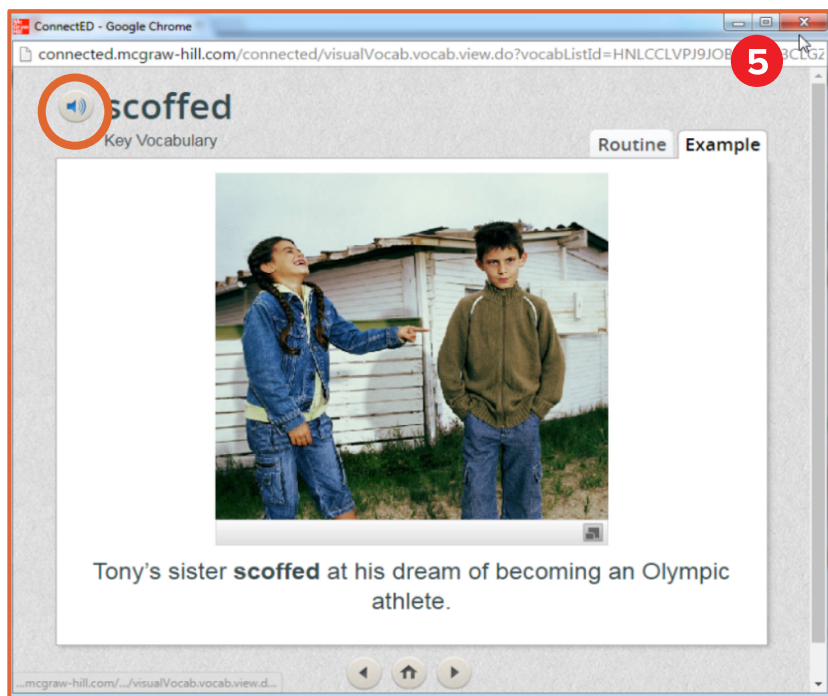 ConnectED - Google Chrome
connected.mcgraw-hill.com/connected/visualVocab.vocab.view.do?vocabListId=HNLCCLVPJ9JOB
5
scoffed
Key Vocabulary
Routine Example
Tony's sister scoffed at his dream of becoming an Olympic
athlete.
...mcgraw-hill.com/.../visualVocab.vocab.view.d...